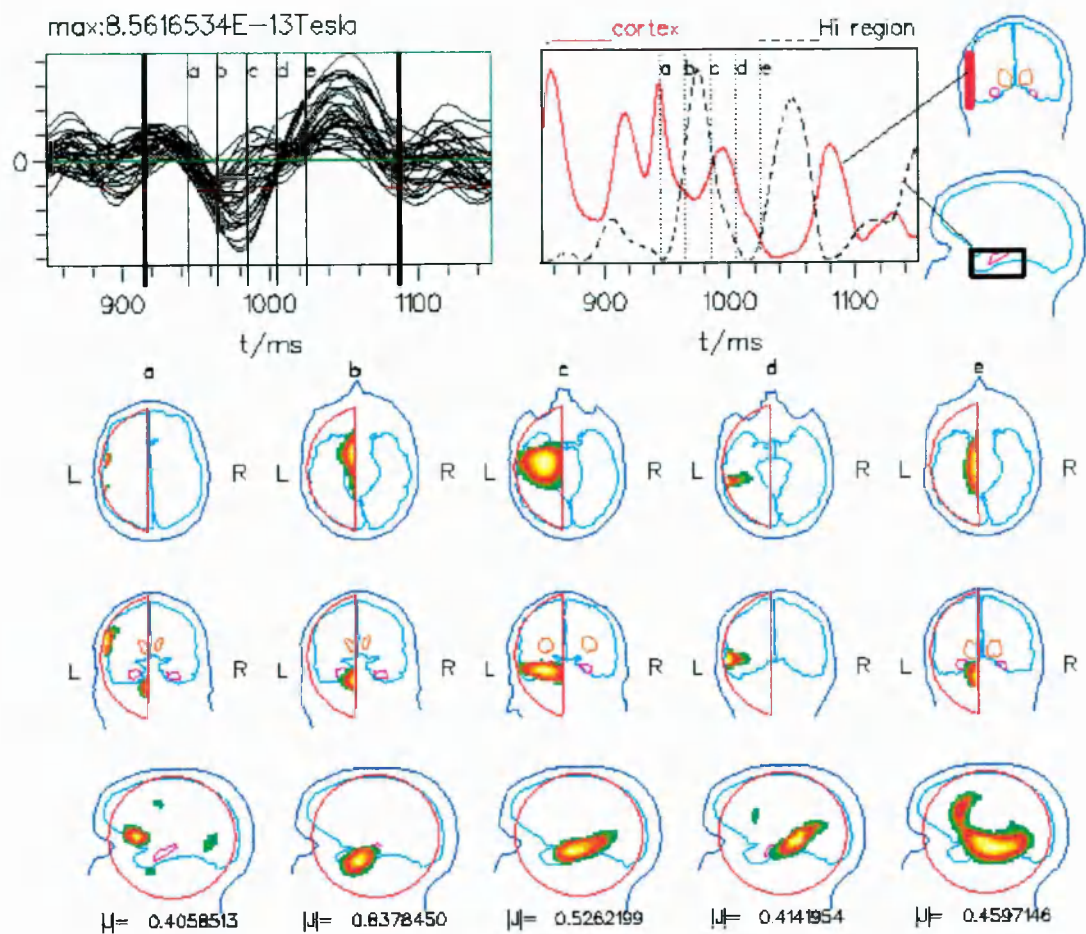 max:8.5616534E-13Tesla
cortex
Hi region
a b c d e
a b c d e
0
900 1000 1100
900 1000 1100
t/ms
t/ms
a b c d e
L R L R L R L R L R
L R L R L R L R L R
|J|= 0.4058513 |J|= 0.8378450 |J|= 0.5262199 |J|= 0.4141954 |J|= 0.4597146